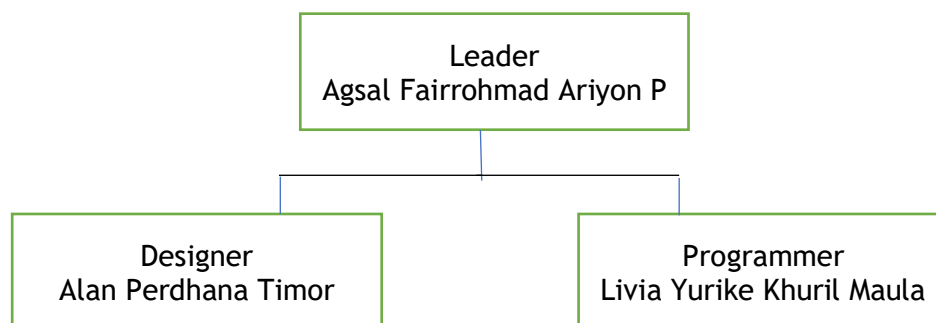 Leader
Agsal Fairrohmad Ariyon P
Designer
Alan Perdhana Timor
Programmer
Livia Yurike Khuril Maula